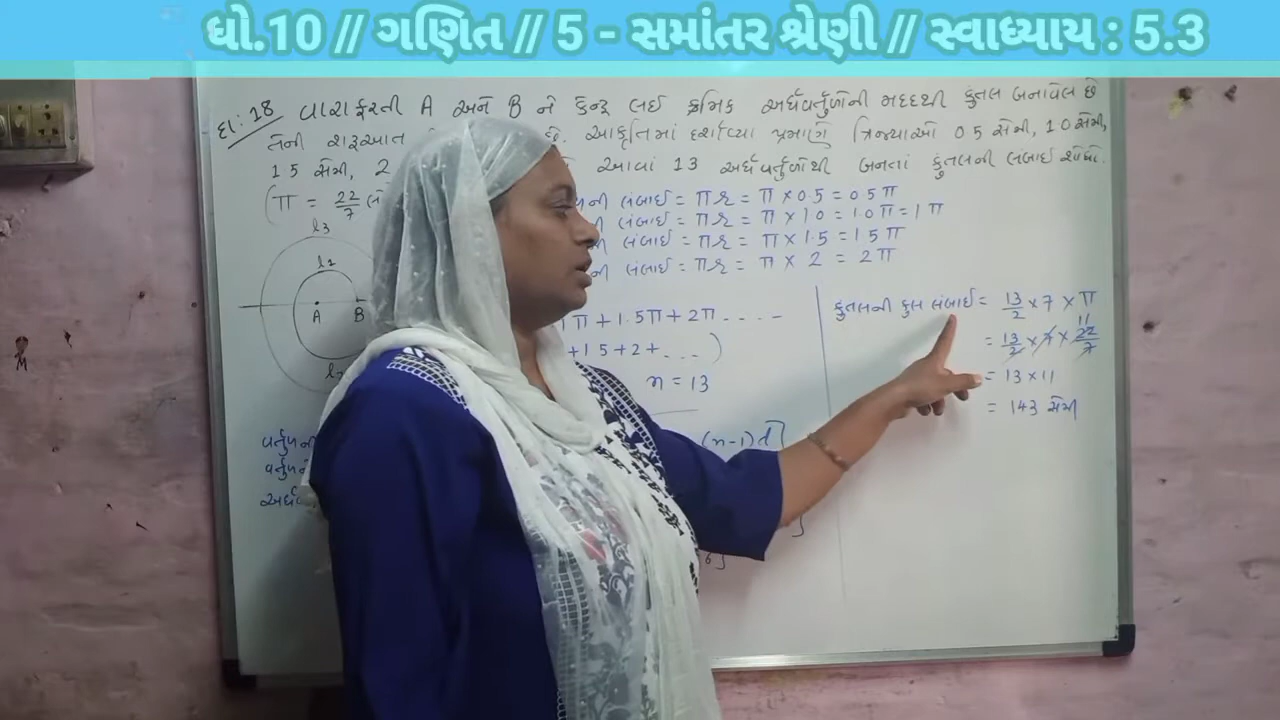 ધો.10 // ગણિત // 5 - સમાંતર શ્રેણી // સ્વાધ્યાય : 5.3
દા: 18 વારાફરતી A અને B ને કેન્દ્ર લઈ ક્રમિક અર્ધવર્તુળોની મદદથી કુંતલ બનાવેલ છે
તેની શરૂઆત છે. આકૃતિમાં દર્શાવ્યા પ્રમાણે ત્રિજ્યાઓ 0.5 સેમી, 1.0 સેમી,
1.5 સેમી, 2 આવાં 13 અર્ધવર્તુળોથી બનતાં કુંતલની લંબાઈ શોધો.
(π = 22/7 લો
ની લંબાઈ = πr = π × 0.5 = 0.5π
લંબાઈ = πr = π × 1.0 = 1.0π = 1π
લંબાઈ = πr = π × 1.5 = 1.5π
ની લંબાઈ = πr = π × 2 = 2π
l3
l2
A B
1π + 1.5π + 2π - - - -
+ 1.5 + 2 + - - - )
n = 13
(n-1)d]
કુંતલની કુલ લંબાઈ = 13/2 × 7 × π
= 13/2 × 7 × 22/7 11
= 13 × 11
= 143 સેમી